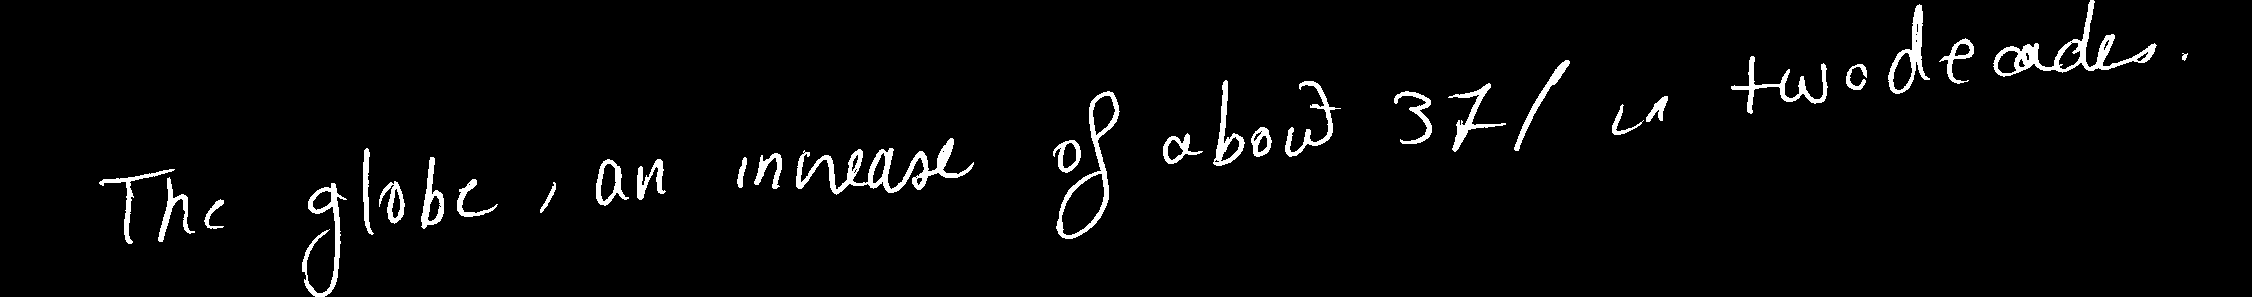 The globe, an increase of about 37/ in two decades.